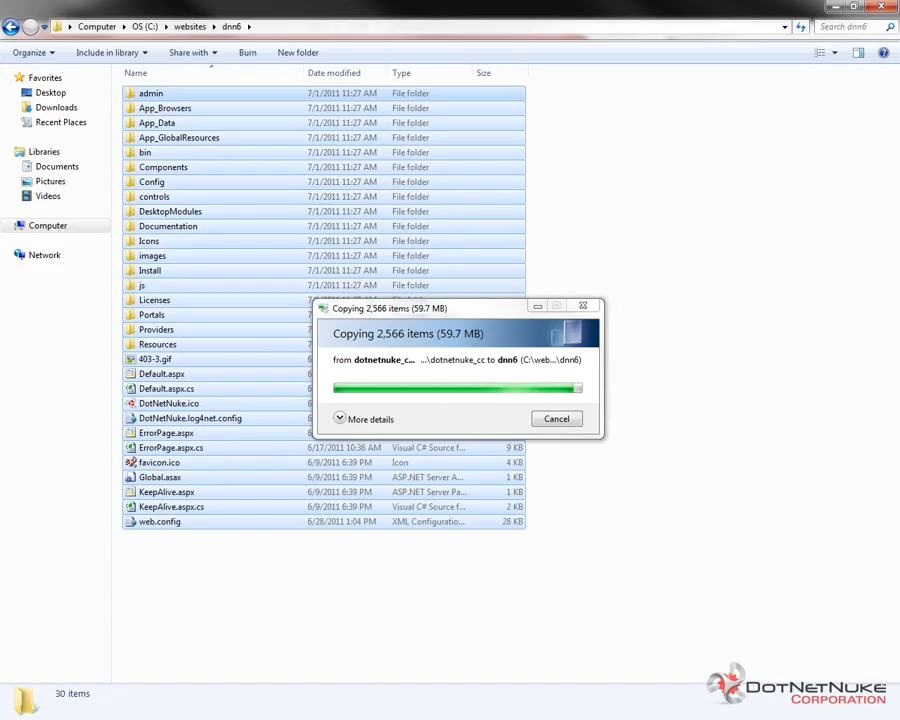 Computer ▸ OS (C:) ▸ websites ▸ dnn6 ▸
Search dnn6
Organize ▾ Include in library ▾ Share with ▾ Burn New folder
Name Date modified Type Size
Favorites
Desktop
Downloads
Recent Places
Libraries
Documents
Pictures
Videos
Computer
Network
admin 7/1/2011 11:27 AM File folder
App_Browsers 7/1/2011 11:27 AM File folder
App_Data 7/1/2011 11:27 AM File folder
App_GlobalResources 7/1/2011 11:27 AM File folder
bin 7/1/2011 11:27 AM File folder
Components 7/1/2011 11:27 AM File folder
Config 7/1/2011 11:27 AM File folder
controls 7/1/2011 11:27 AM File folder
DesktopModules 7/1/2011 11:27 AM File folder
Documentation 7/1/2011 11:27 AM File folder
Icons 7/1/2011 11:27 AM File folder
images 7/1/2011 11:27 AM File folder
Install 7/1/2011 11:27 AM File folder
js 7/1/2011 11:27 AM File folder
Licenses
Portals
Providers
Resources
403-3.gif
Default.aspx
Default.aspx.cs
DotNetNuke.ico
DotNetNuke.log4net.config
ErrorPage.aspx
ErrorPage.aspx.cs 6/17/2011 10:36 AM Visual C# Source f... 9 KB
favicon.ico 6/9/2011 6:39 PM Icon 4 KB
Global.asax 6/9/2011 6:39 PM ASP.NET Server A... 1 KB
KeepAlive.aspx 6/9/2011 6:39 PM ASP.NET Server Pa... 1 KB
KeepAlive.aspx.cs 6/9/2011 6:39 PM Visual C# Source f... 2 KB
web.config 6/28/2011 1:04 PM XML Configuratio... 28 KB
Copying 2,566 items (59.7 MB)
Copying 2,566 items (59.7 MB)
from dotnetnuke_c... ...\dotnetnuke_cc to dnn6 (C:\web...\dnn6)
More details
Cancel
30 items
DOTNETNUKE
CORPORATION